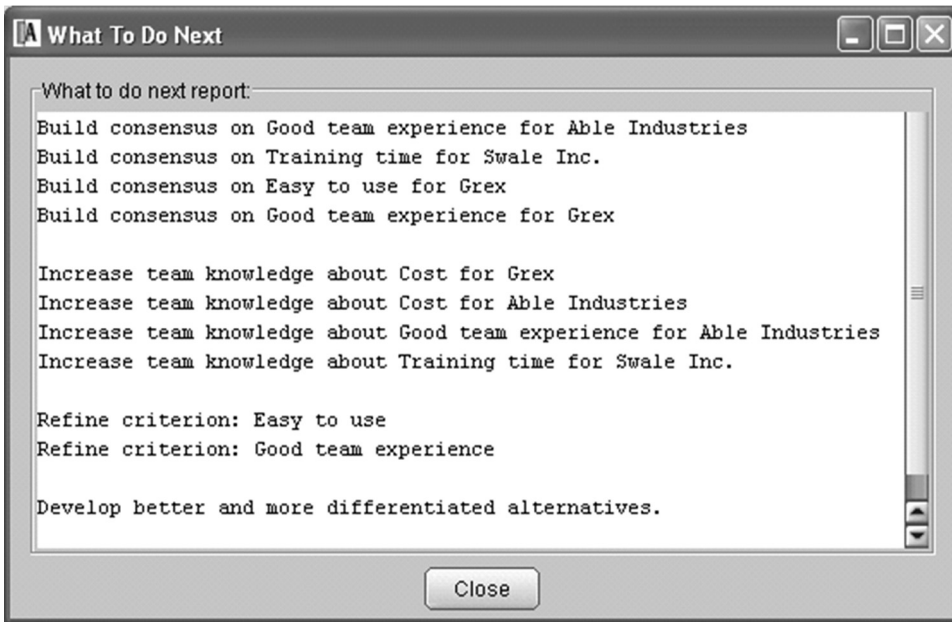 What To Do Next
What to do next report:
Build consensus on Good team experience for Able Industries
Build consensus on Training time for Swale Inc.
Build consensus on Easy to use for Grex
Build consensus on Good team experience for Grex
Increase team knowledge about Cost for Grex
Increase team knowledge about Cost for Able Industries
Increase team knowledge about Good team experience for Able Industries
Increase team knowledge about Training time for Swale Inc.
Refine criterion: Easy to use
Refine criterion: Good team experience
Develop better and more differentiated alternatives.
Close